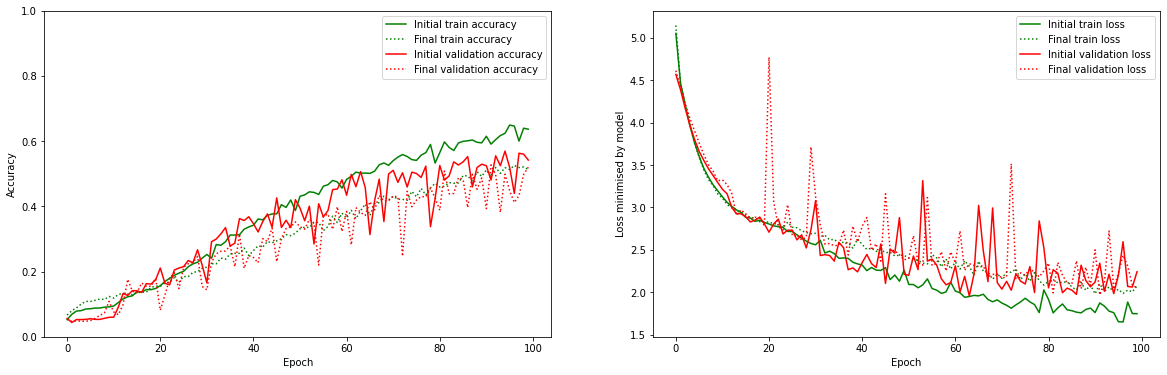 1.0
0.8
0.6
0.4
0.2
0.0
Accuracy
0
20
40
60
80
100
Epoch
Initial train accuracy
Final train accuracy
Initial validation accuracy
Final validation accuracy
5.0
4.5
4.0
3.5
3.0
2.5
2.0
1.5
Loss minimised by model
0
20
40
60
80
100
Epoch
Initial train loss
Final train loss
Initial validation loss
Final validation loss